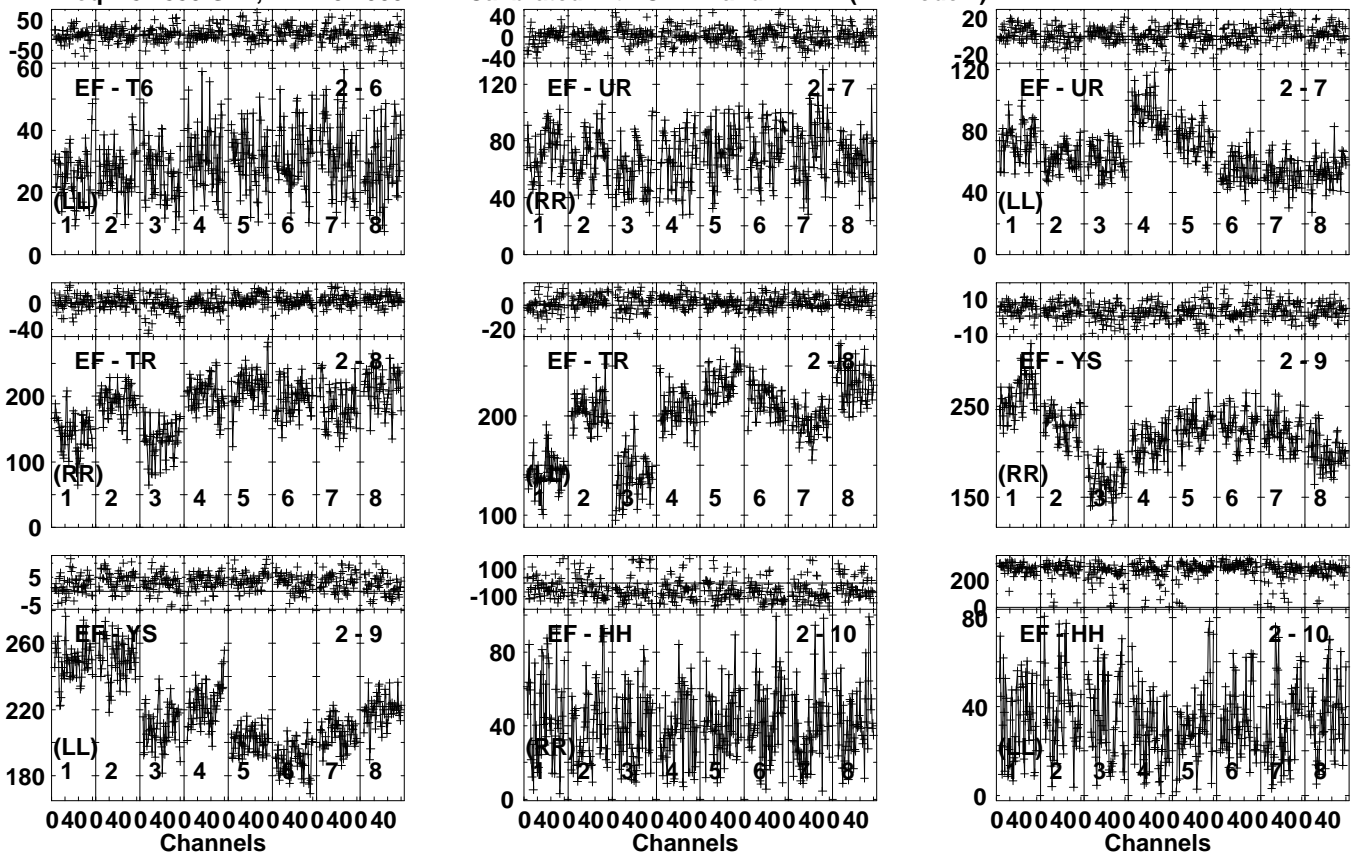 50 40 20
0 0 0
-50 -40 -20
60 EF - T6 2 - 6 120 EF - UR 2 - 7 120 EF - UR 2 - 7
40 80 80
20 40 40
(LL) (RR) (LL)
1 2 3 4 5 6 7 8 1 2 3 4 5 6 7 8 1 2 3 4 5 6 7 8
0 0 0
0 0 10
-40 -20 -10
EF - TR 2 - 8 EF - TR 2 - 8 EF - YS 2 - 9
200 200 250
100
(RR) (LL) (RR)
1 2 3 4 5 6 7 8 1 2 3 4 5 6 7 8 150 1 2 3 4 5 6 7 8
0 100
5 100 200
-5 -100 0
260 EF - YS 2 - 9 80 EF - HH 2 - 10 80 EF - HH 2 - 10
220 40 40
(LL) (RR) (LL)
180 1 2 3 4 5 6 7 8 1 2 3 4 5 6 7 8 1 2 3 4 5 6 7 8
0 0
0 40 0 40 0 40 0 40 0 40 0 40 0 40 0 40 0 40 0 40 0 40 0 40 0 40 0 40 0 40 0 40 0 40 0 40 0 40 0 40 0 40 0 40 0 40 0 40
Channels Channels Channels